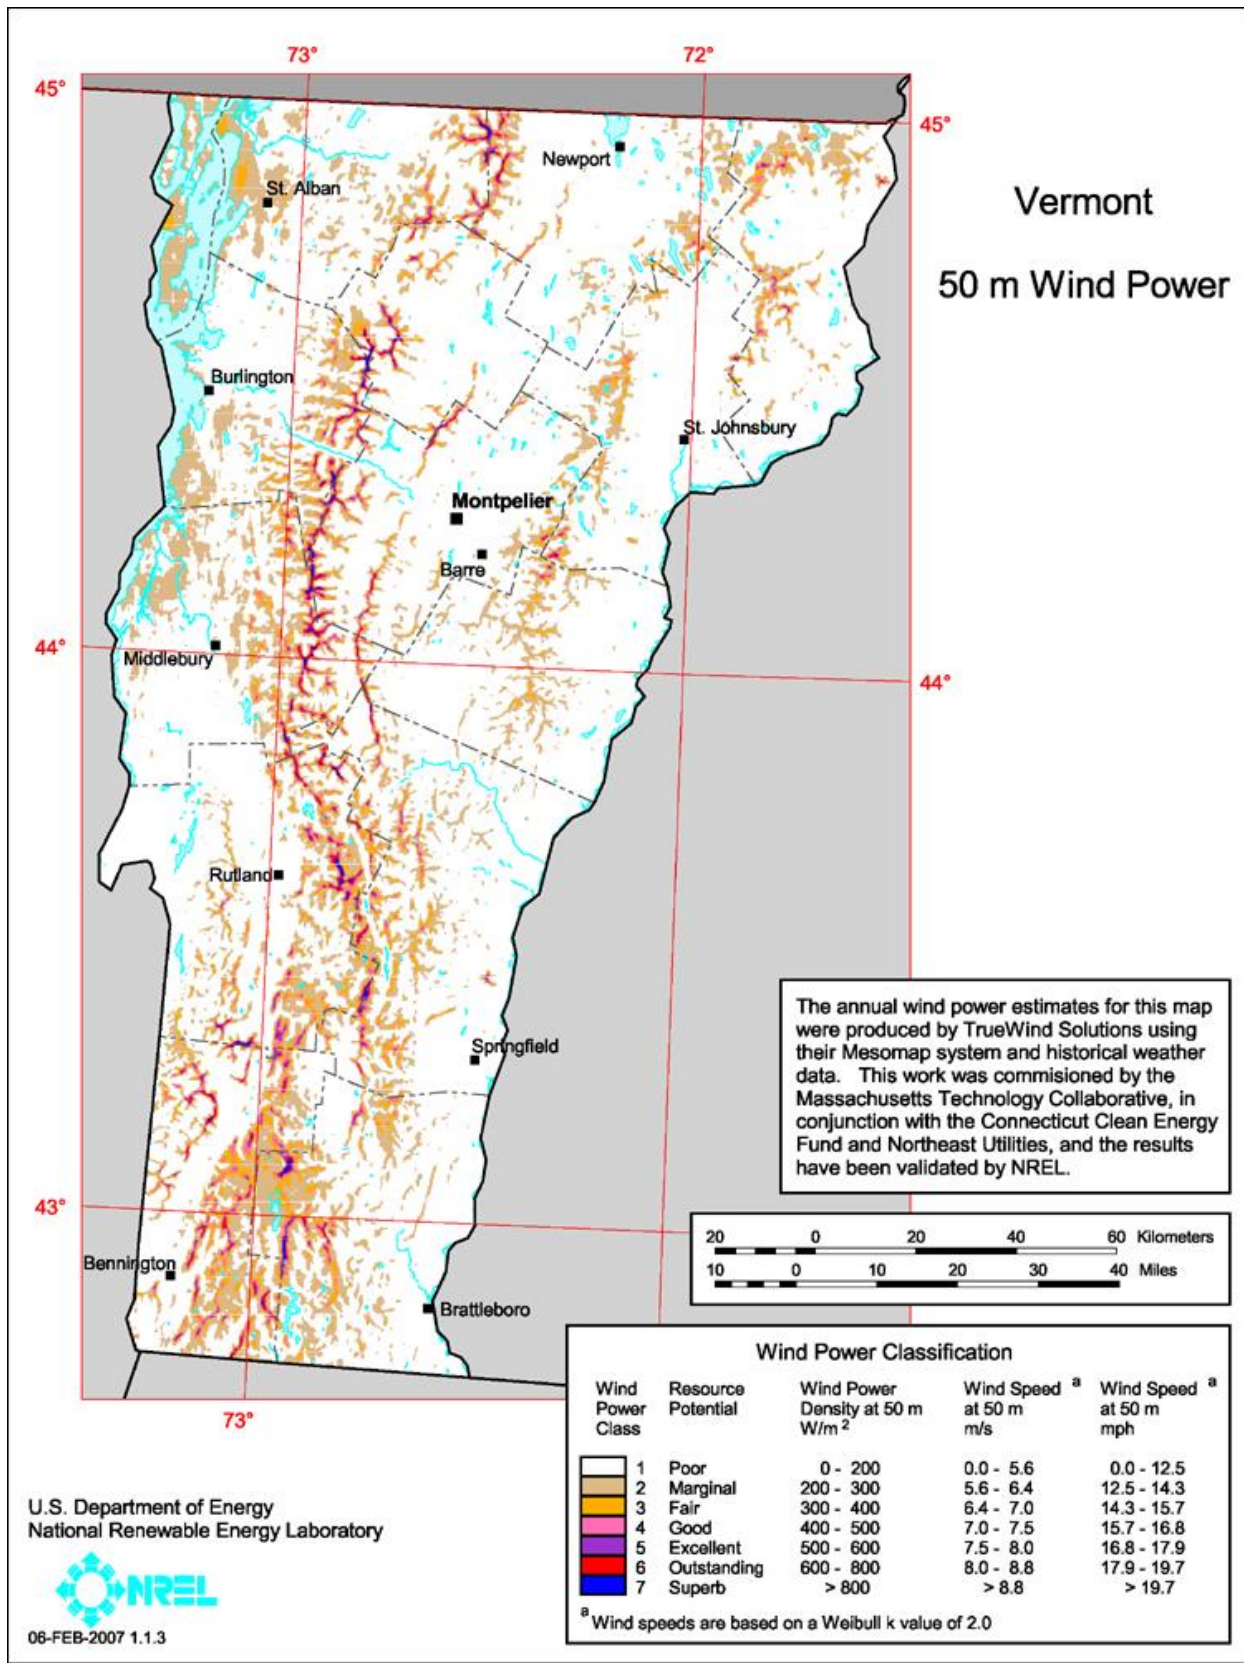 73°
72°
45°
45°
Newport
St. Alban
Vermont
50 m Wind Power
Burlington
St. Johnsbury
Montpelier
Barre
44°
Middlebury
44°
Rutland
The annual wind power estimates for this map
were produced by TrueWind Solutions using
their Mesomap system and historical weather
data. This work was commisioned by the
Massachusetts Technology Collaborative, in
conjunction with the Connecticut Clean Energy
Fund and Northeast Utilities, and the results
have been validated by NREL.
Springfield
43°
20 0 20 40 60 Kilometers
10 0 10 20 30 40 Miles
Bennington
Brattleboro
73°
Wind Power Classification
Wind Resource Wind Power Wind Speed a Wind Speed a
Power Potential Density at 50 m at 50 m at 50 m
Class W/m 2 m/s mph
1 Poor 0 - 200 0.0 - 5.6 0.0 - 12.5
2 Marginal 200 - 300 5.6 - 6.4 12.5 - 14.3
3 Fair 300 - 400 6.4 - 7.0 14.3 - 15.7
4 Good 400 - 500 7.0 - 7.5 15.7 - 16.8
5 Excellent 500 - 600 7.5 - 8.0 16.8 - 17.9
6 Outstanding 600 - 800 8.0 - 8.8 17.9 - 19.7
7 Superb > 800 > 8.8 > 19.7
a Wind speeds are based on a Weibull k value of 2.0
U.S. Department of Energy
National Renewable Energy Laboratory
NREL
06-FEB-2007 1.1.3